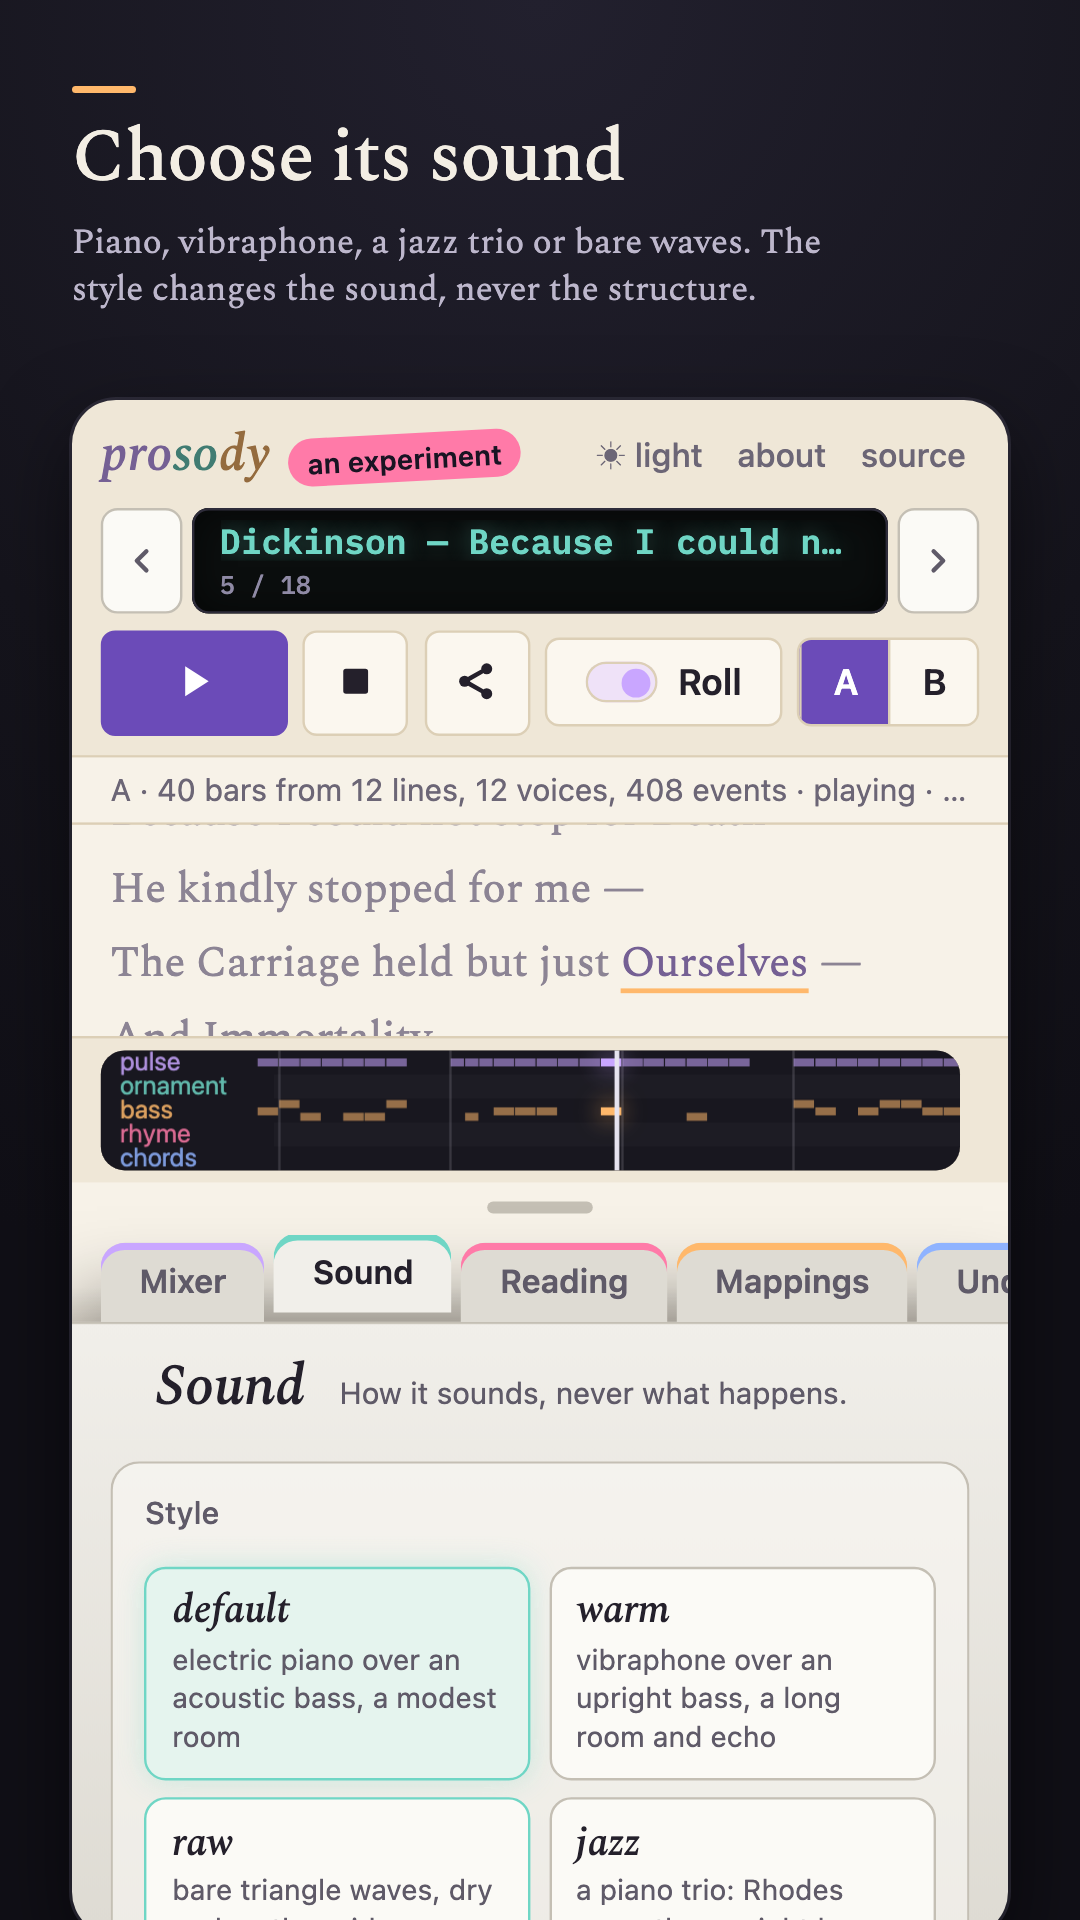 Choose its sound
Piano, vibraphone, a jazz trio or bare waves. The
style changes the sound, never the structure.
prosody an experiment ☀ light about source
Dickinson — Because I could n…
5 / 18
Roll A B
A · 40 bars from 12 lines, 12 voices, 408 events · playing · …
He kindly stopped for me —
The Carriage held but just Ourselves —
And Immortality
pulse
ornament
bass
rhyme
chords
Mixer Sound Reading Mappings
Sound How it sounds, never what happens.
Style
default
electric piano over an
acoustic bass, a modest
room
warm
vibraphone over an
upright bass, a long
room and echo
raw
bare triangle waves, dry
jazz
a piano trio: Rhodes